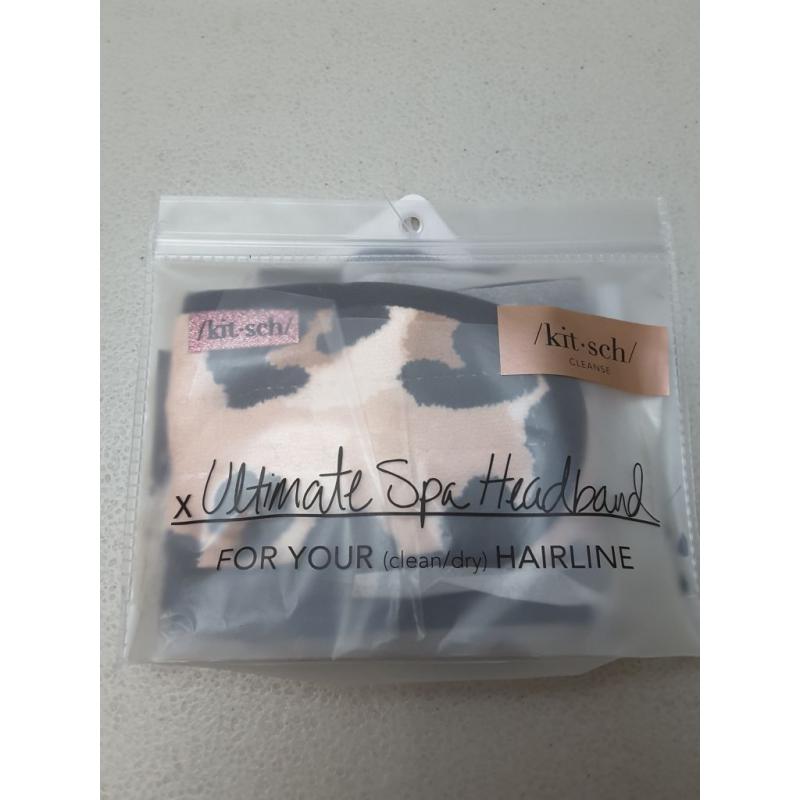 /kit·sch/
/kit·sch/
CLEANSE
x Ultimate Spa Headband
FOR YOUR (clean/dry) HAIRLINE